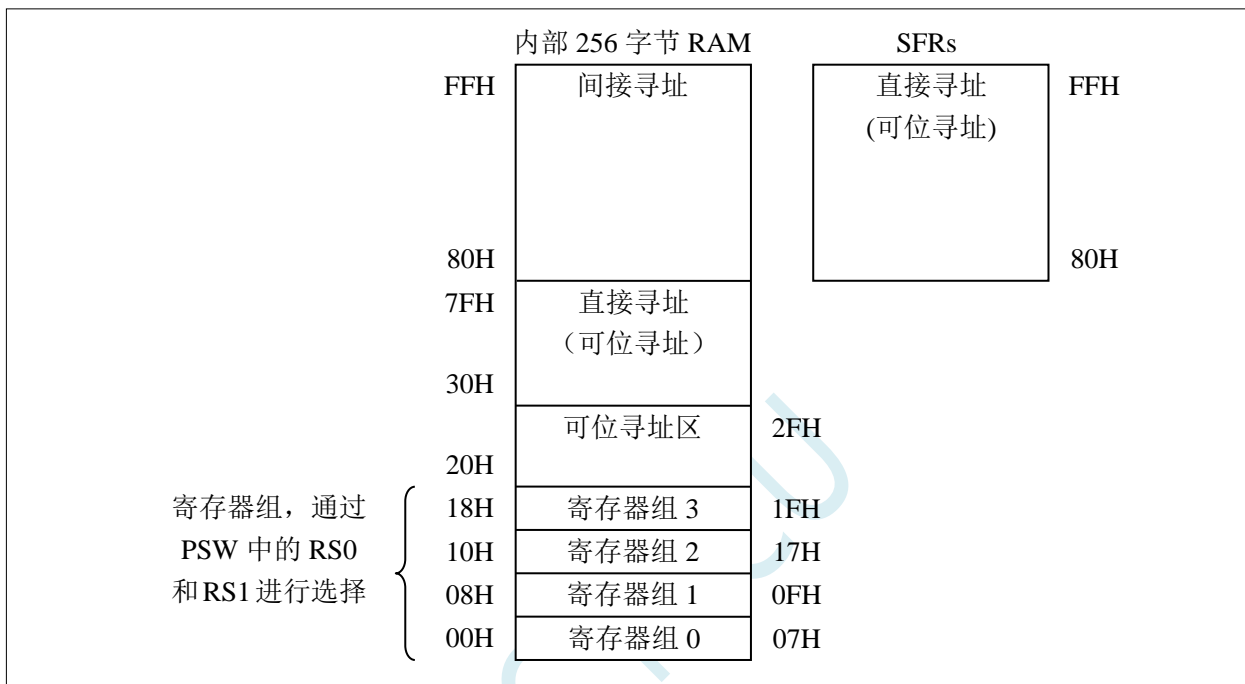 内部 256 字节 RAM SFRs
FFH 间接寻址 直接寻址 FFH
(可位寻址)
80H 80H
7FH 直接寻址
（可位寻址）
30H
可位寻址区 2FH
20H
寄存器组，通过
PSW 中的 RS0
和RS1进行选择
18H 寄存器组 3 1FH
10H 寄存器组 2 17H
08H 寄存器组 1 0FH
00H 寄存器组 0 07H